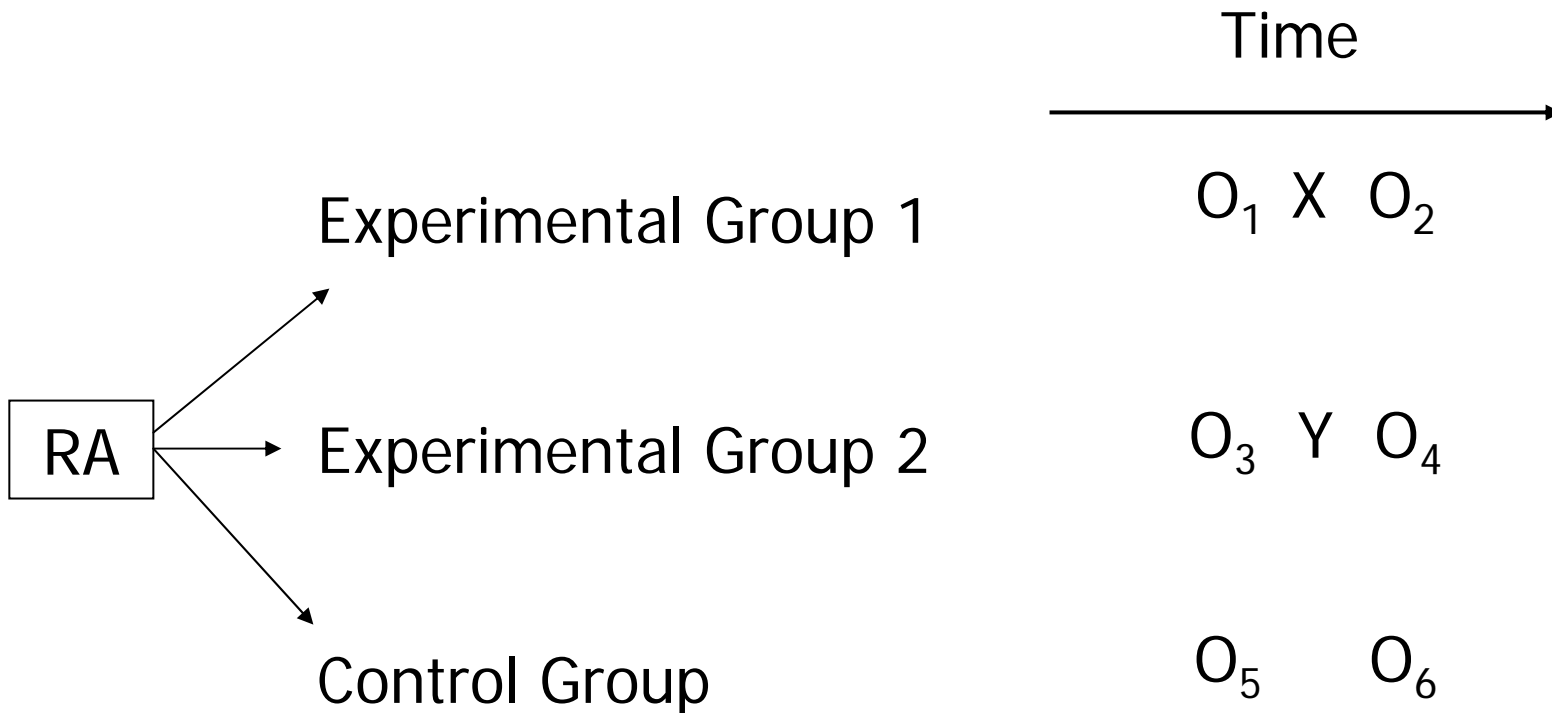 Time
Experimental Group 1 O₁ X O₂
RA Experimental Group 2 O₃ Y O₄
Control Group O₅ O₆